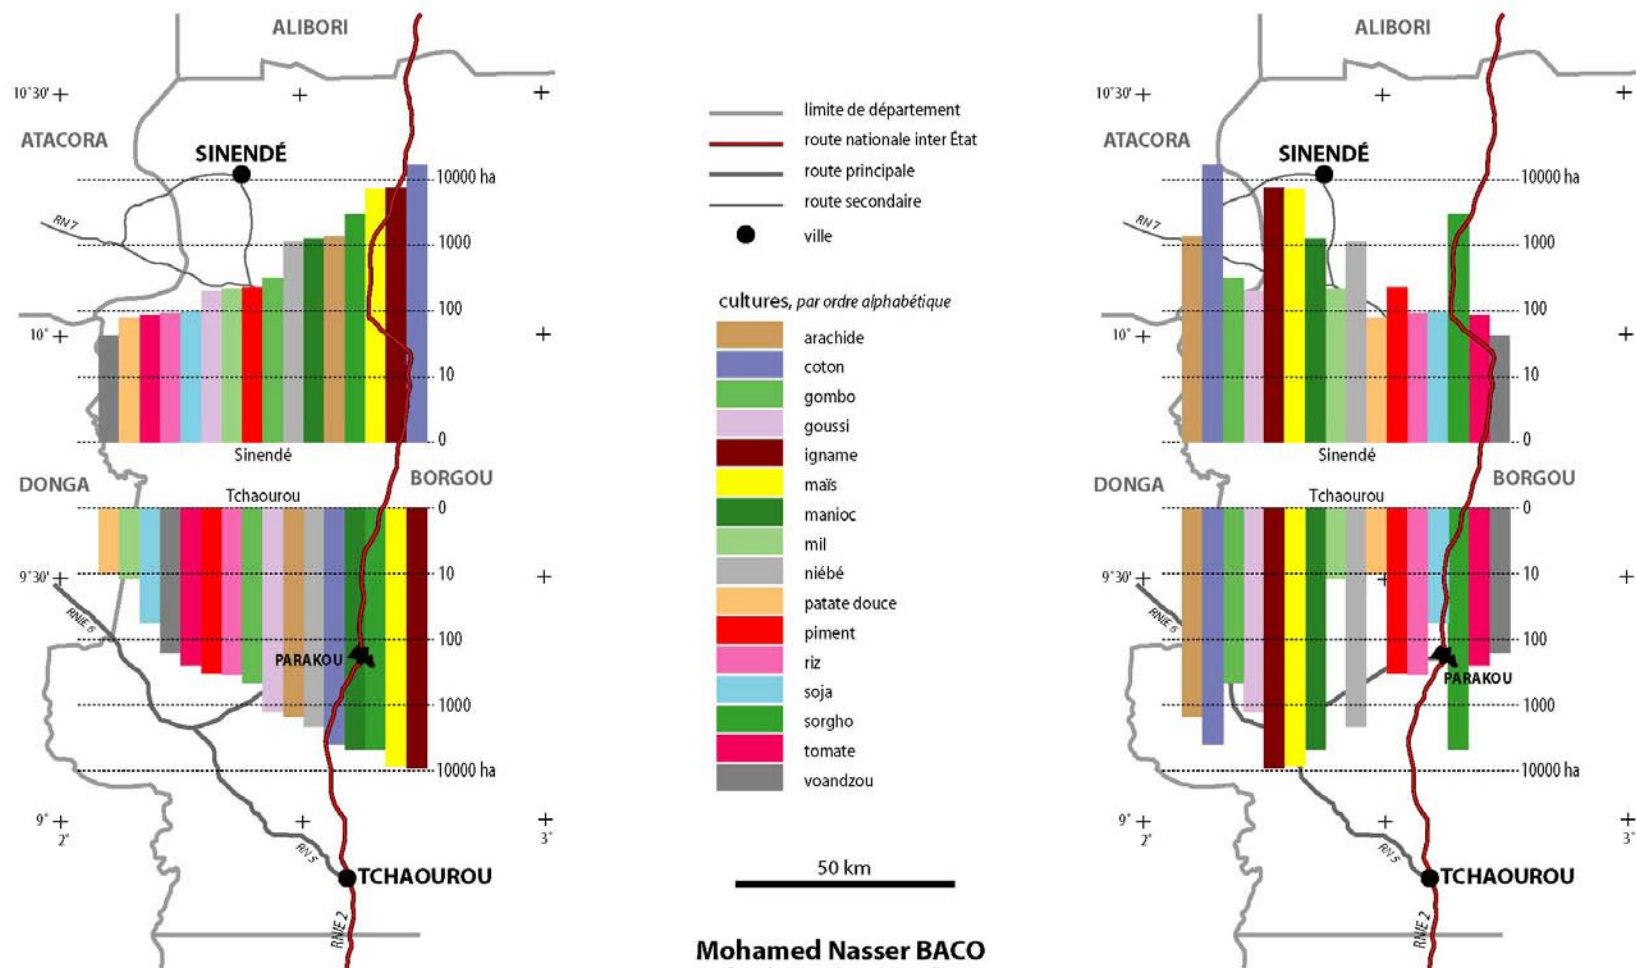 ALIBORI
10°30'
ATACORA
SINENDÉ
10000 ha
RN 7
1000
100
10°
10
0
Sinendé
DONGA
BORGOU
Tchaourou
0
9°30'
10
RNIE 6
100
PARAKOU
1000
10000 ha
9°
2°
3°
RN 5
TCHAOUROU
RNIE 2
limite de département
route nationale inter État
route principale
route secondaire
ville
cultures, par ordre alphabétique
arachide
coton
gombo
goussi
igname
maïs
manioc
mil
niébé
patate douce
piment
riz
soja
sorgho
tomate
voandzou
50 km
Mohamed Nasser BACO
ALIBORI
10°30'
ATACORA
SINENDÉ
10000 ha
RN 7
1000
100
10°
10
0
Sinendé
DONGA
BORGOU
Tchaourou
0
9°30'
10
RNIE 6
100
PARAKOU
1000
10000 ha
9°
2°
3°
RN 5
TCHAOUROU
RNIE 2